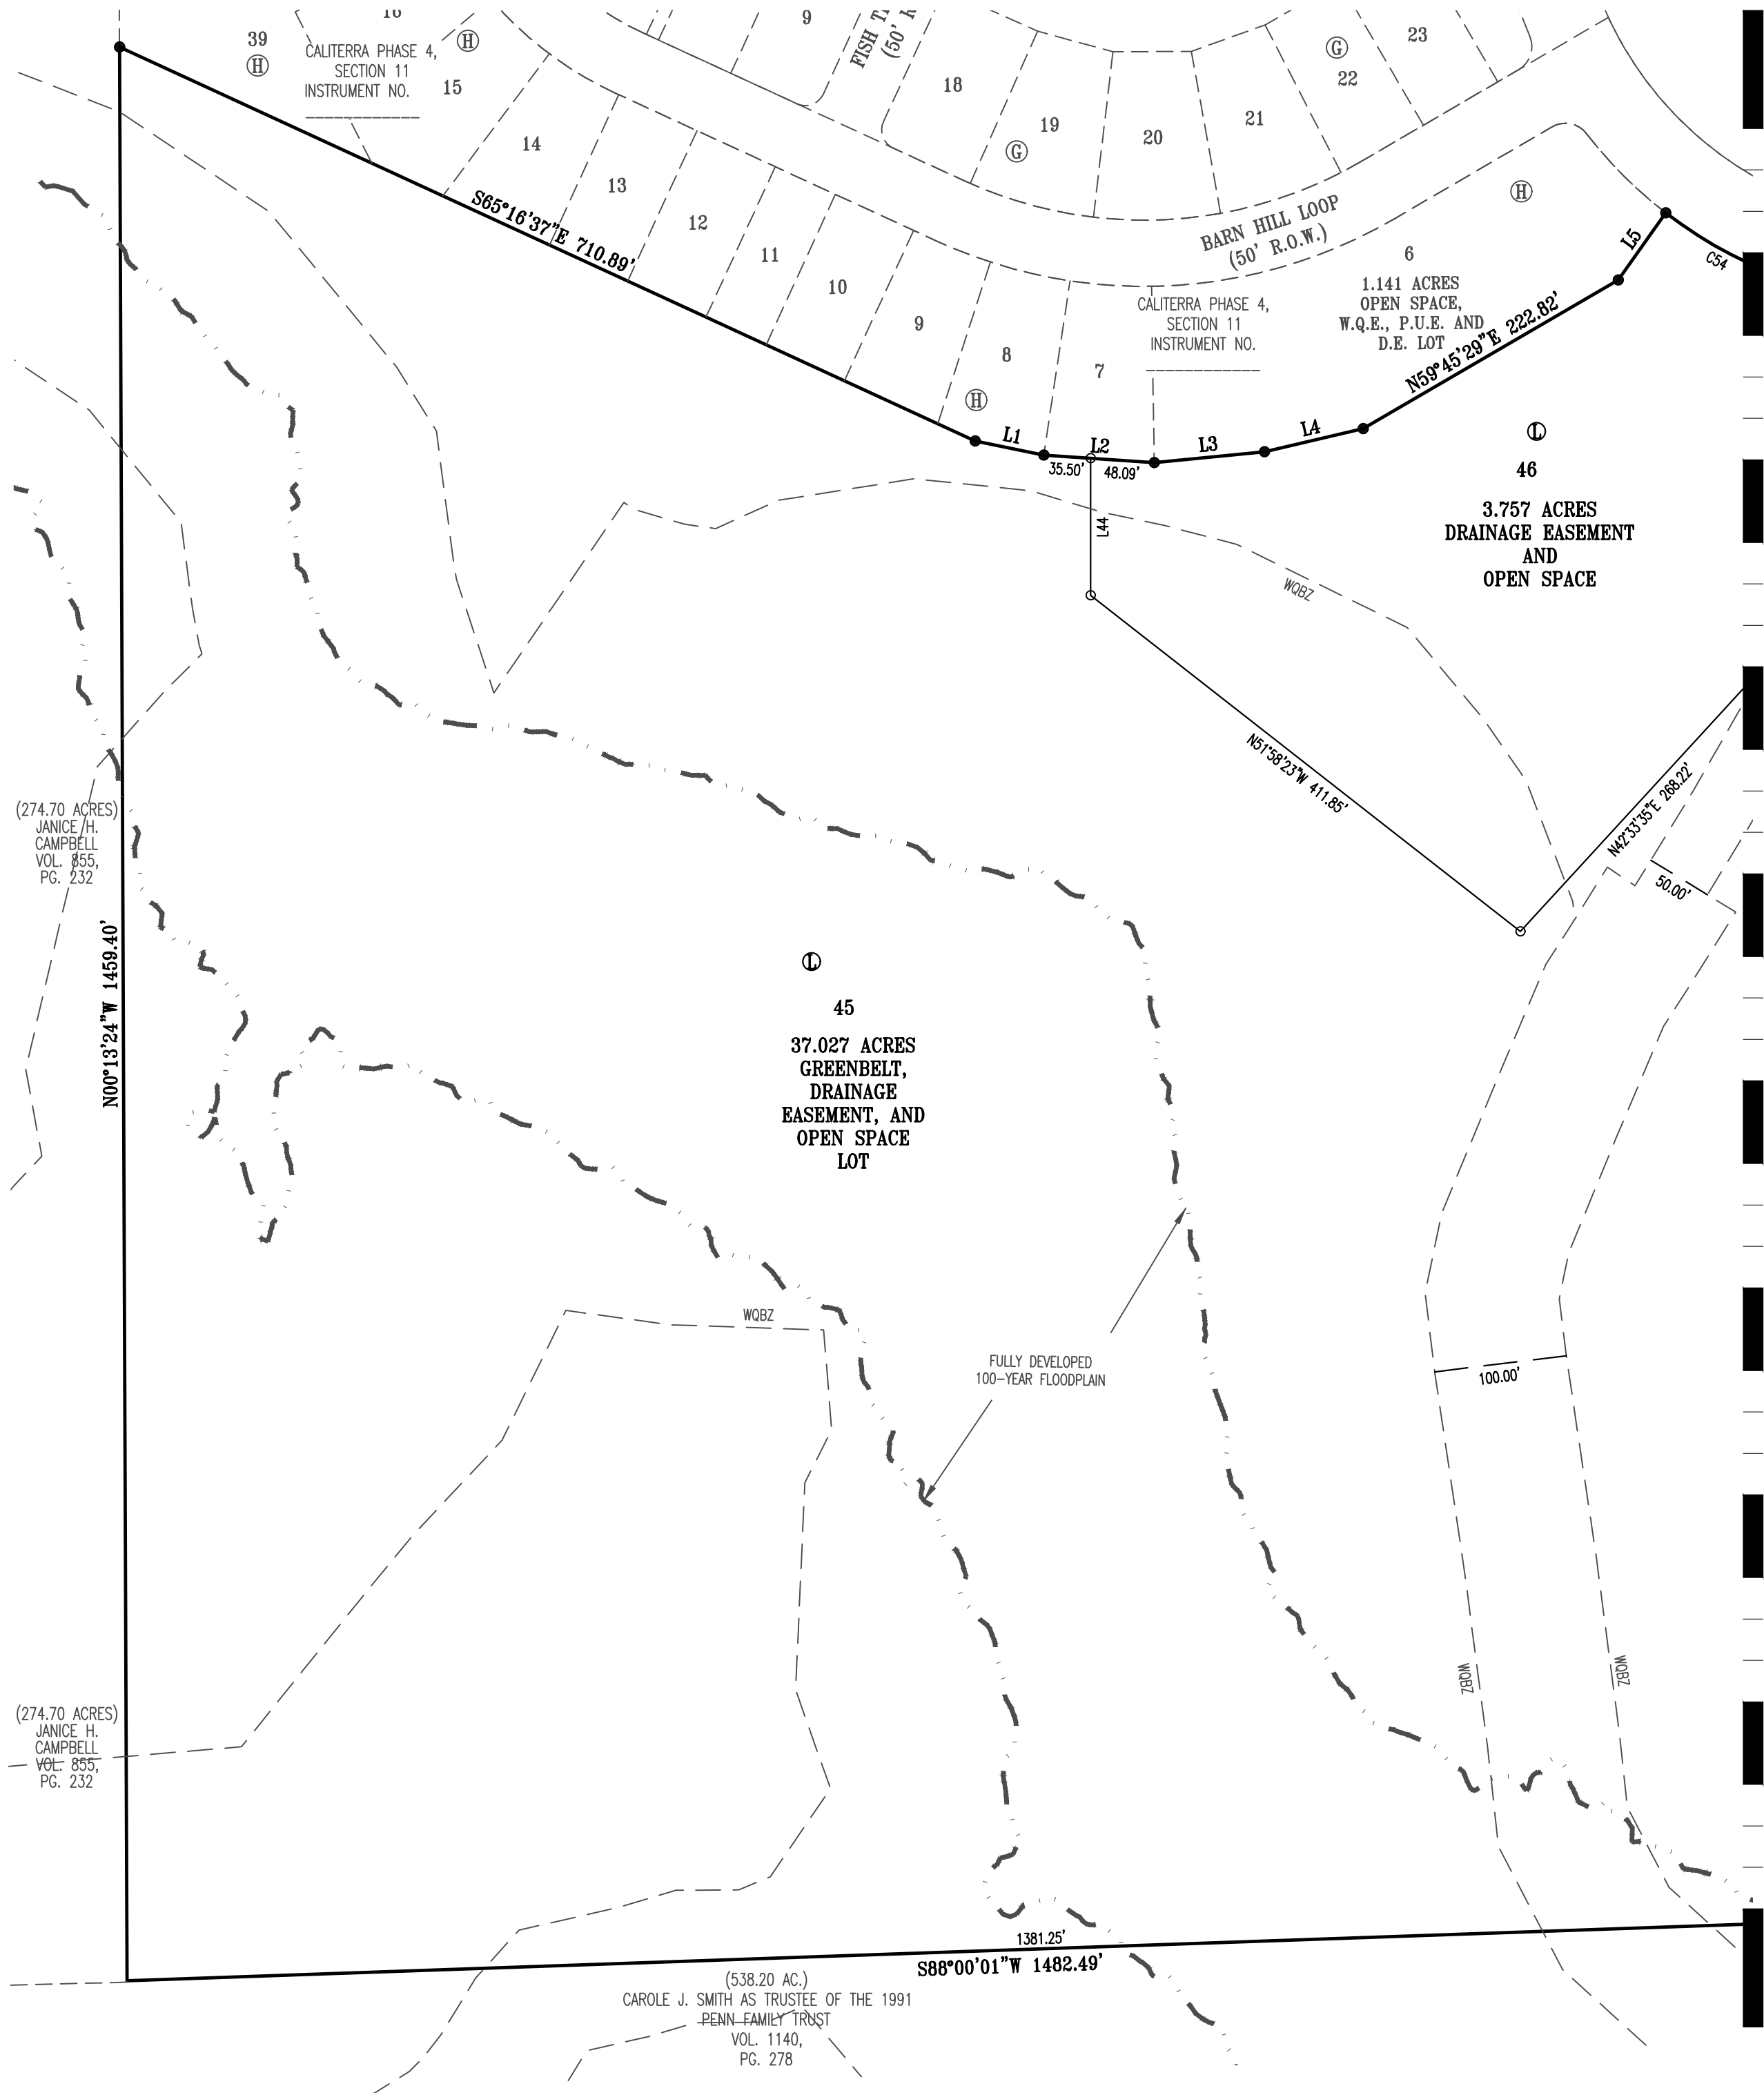 16
39
H
CALITERRA PHASE 4,
SECTION 11
INSTRUMENT NO.
____________
H
15
14
13
12
11
10
9
8
7
H
9
(50' R
18
19
G
20
21
22
G
23
H
BARN HILL LOOP
(50' R.O.W.)
6
1.141 ACRES
OPEN SPACE,
W.Q.E., P.U.E. AND
D.E. LOT
CALITERRA PHASE 4,
SECTION 11
INSTRUMENT NO.
____________
S65°16'37"E 710.89'
N59°45'29"E 222.82'
L5
C54
L1
L2
L3
L4
35.50'
48.09'
L44
L
46
3.757 ACRES
DRAINAGE EASEMENT
AND
OPEN SPACE
WQBZ
N51°58'23"W 411.85'
N42°33'35"E 268.22'
50.00'
(274.70 ACRES)
JANICE H.
CAMPBELL
VOL. 855,
PG. 232
N00°13'24"W 1459.40'
L
45
37.027 ACRES
GREENBELT,
DRAINAGE
EASEMENT, AND
OPEN SPACE
LOT
WQBZ
FULLY DEVELOPED
100-YEAR FLOODPLAIN
100.00'
WQBZ
WQBZ
(274.70 ACRES)
JANICE H.
CAMPBELL
VOL. 855,
PG. 232
1381.25'
S88°00'01"W 1482.49'
(538.20 AC.)
CAROLE J. SMITH AS TRUSTEE OF THE 1991
PENN FAMILY TRUST
VOL. 1140,
PG. 278